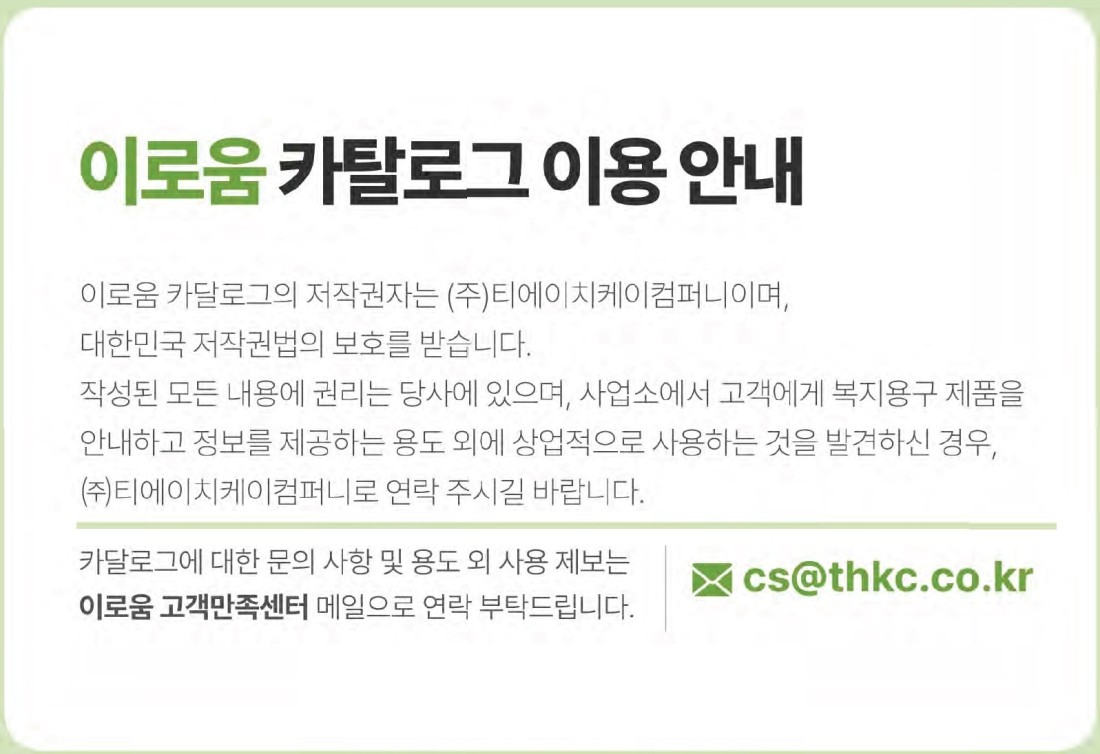 이로움 카탈로그 이용 안내
이로움 카달로그의 저작권자는 (주)티에이치케이컴퍼니이며,
대한민국 저작권법의 보호를 받습니다.
작성된 모든 내용에 권리는 당사에 있으며, 사업소에서 고객에게 복지용구 제품을
안내하고 정보를 제공하는 용도 외에 상업적으로 사용하는 것을 발견하신 경우,
㈜티에이치케이컴퍼니로 연락 주시길 바랍니다.
카달로그에 대한 문의 사항 및 용도 외 사용 제보는
이로움 고객만족센터 메일으로 연락 부탁드립니다.
cs@thkc.co.kr